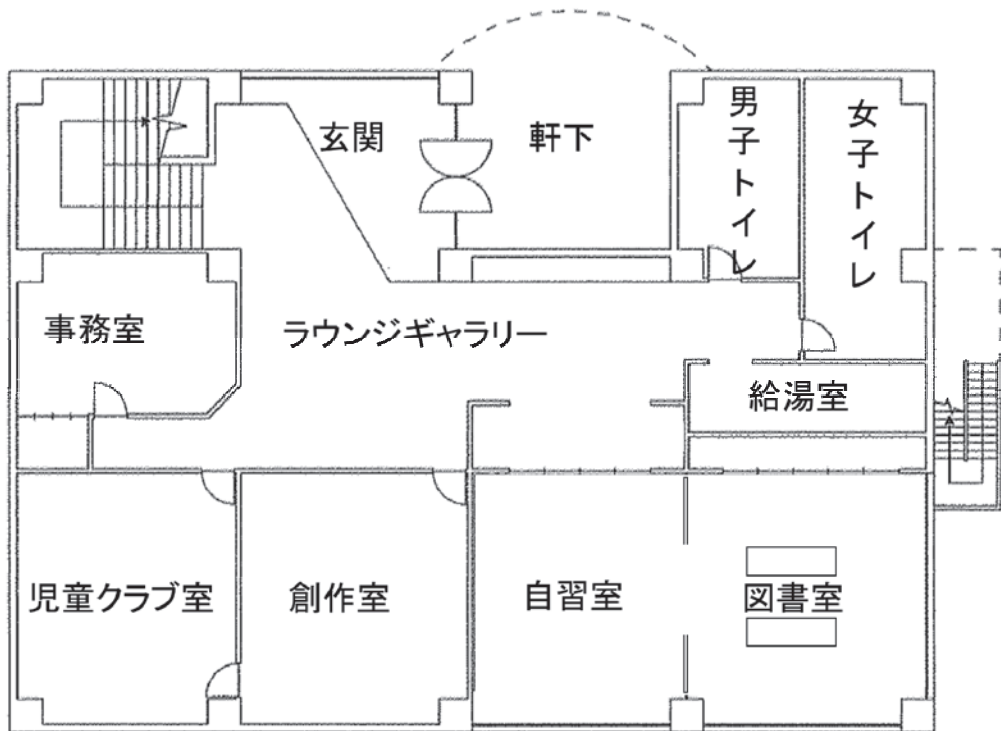 玄関
軒下
男子トイレ
女子トイレ
事務室
ラウンジギャラリー
給湯室
児童クラブ室
創作室
自習室
図書室